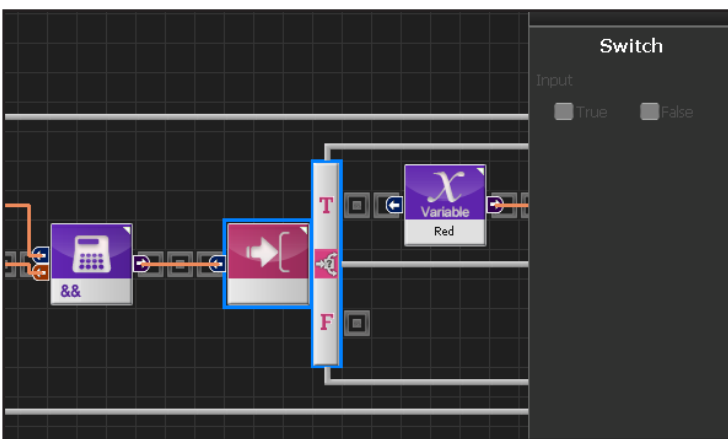 Switch
Input
True
False
T
x
Variable
Red
&&
?
F